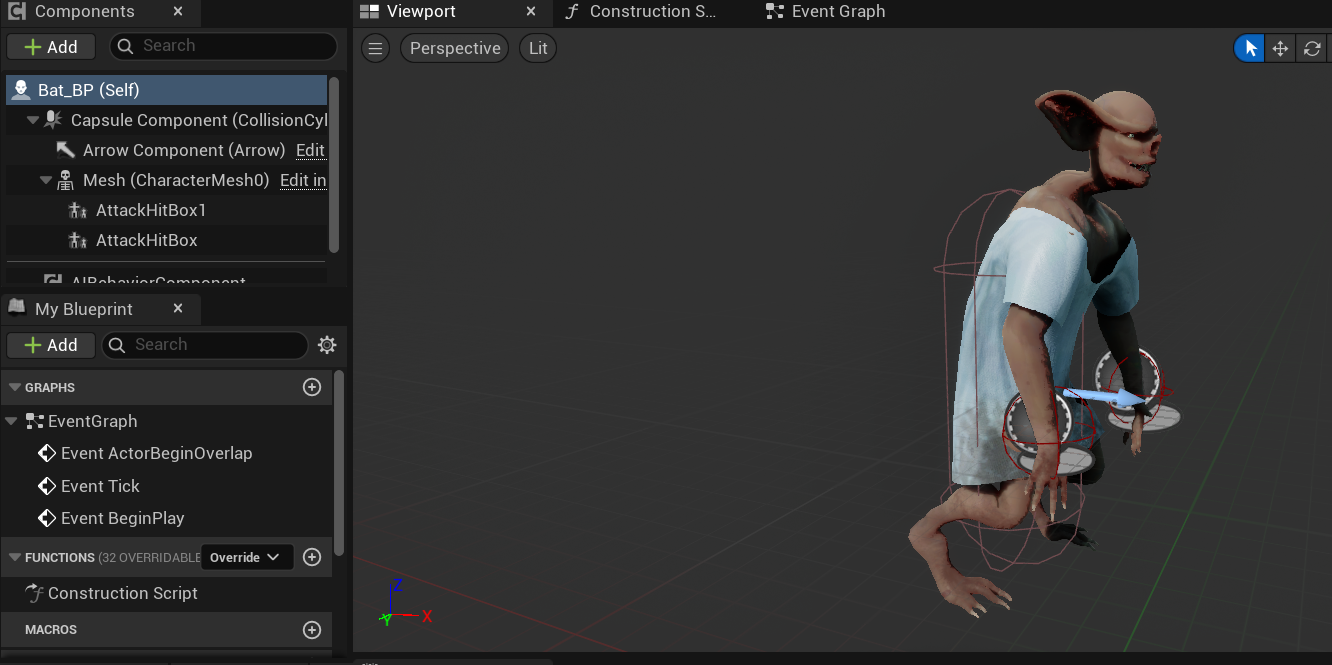 Components
Add
Search
Bat_BP (Self)
Capsule Component (CollisionCyl
Arrow Component (Arrow) Edit
Mesh (CharacterMesh0) Edit in
AttackHitBox1
AttackHitBox
AIBehaviorComponent
My Blueprint
Add
Search
GRAPHS
EventGraph
Event ActorBeginOverlap
Event Tick
Event BeginPlay
FUNCTIONS (32 OVERRIDABLE
Override
Construction Script
MACROS
Viewport
Construction S...
Event Graph
Perspective
Lit
Z
X
Y